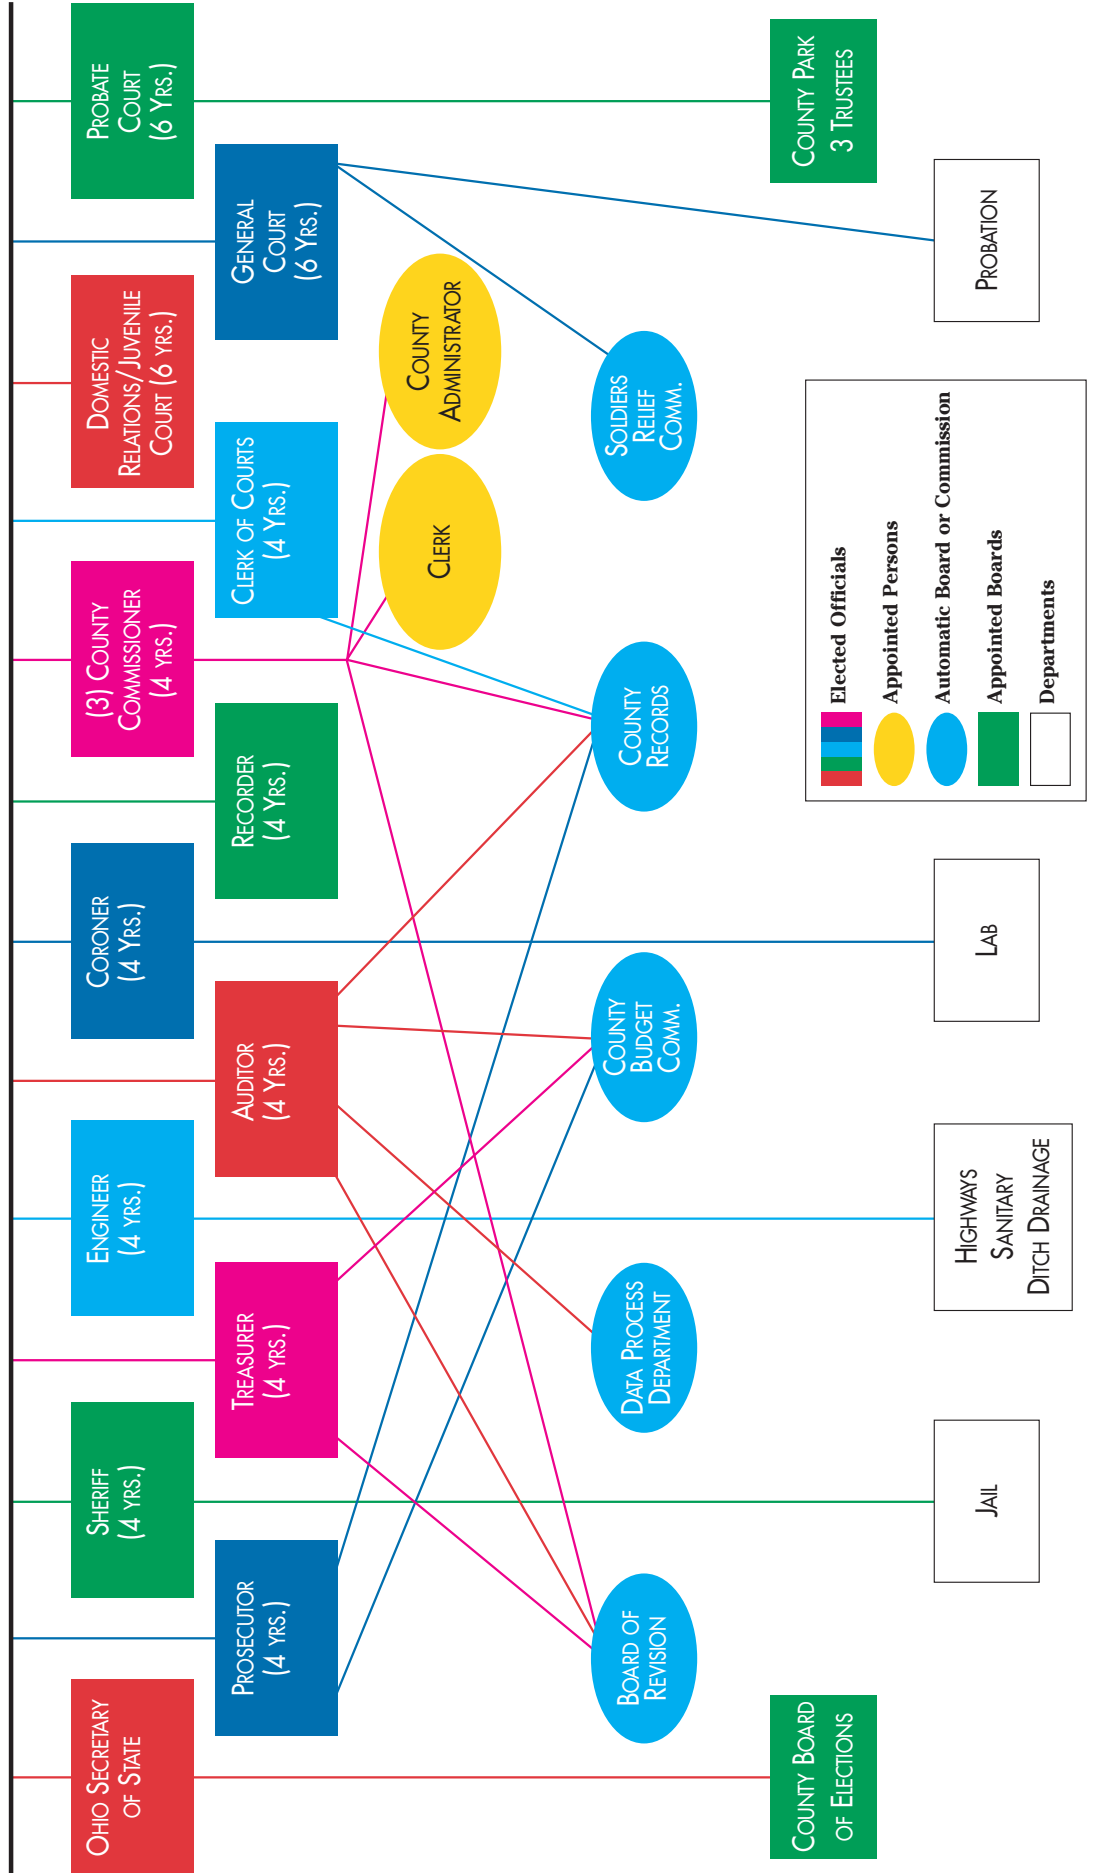 OHIO SECRETARY
OF STATE
SHERIFF
(4 YRS.)
ENGINEER
(4 YRS.)
CORONER
(4 YRS.)
(3) COUNTY
COMMISSIONER
(4 YRS.)
DOMESTIC
RELATIONS/JUVENILE
COURT (6 YRS.)
PROBATE
COURT
(6 YRS.)
PROSECUTOR
(4 YRS.)
TREASURER
(4 YRS.)
AUDITOR
(4 YRS.)
RECORDER
(4 YRS.)
CLERK OF COURTS
(4 YRS.)
GENERAL
COURT
(6 YRS.)
CLERK
COUNTY
ADMINISTRATOR
BOARD OF
REVISION
DATA PROCESS
DEPARTMENT
COUNTY
BUDGET
COMM.
COUNTY
RECORDS
SOLDIERS
RELIEF
COMM.
COUNTY BOARD
OF ELECTIONS
COUNTY PARK
3 TRUSTEES
JAIL
HIGHWAYS
SANITARY
DITCH DRAINAGE
LAB
PROBATION
Elected Officials
Appointed Persons
Automatic Board or Commission
Appointed Boards
Departments